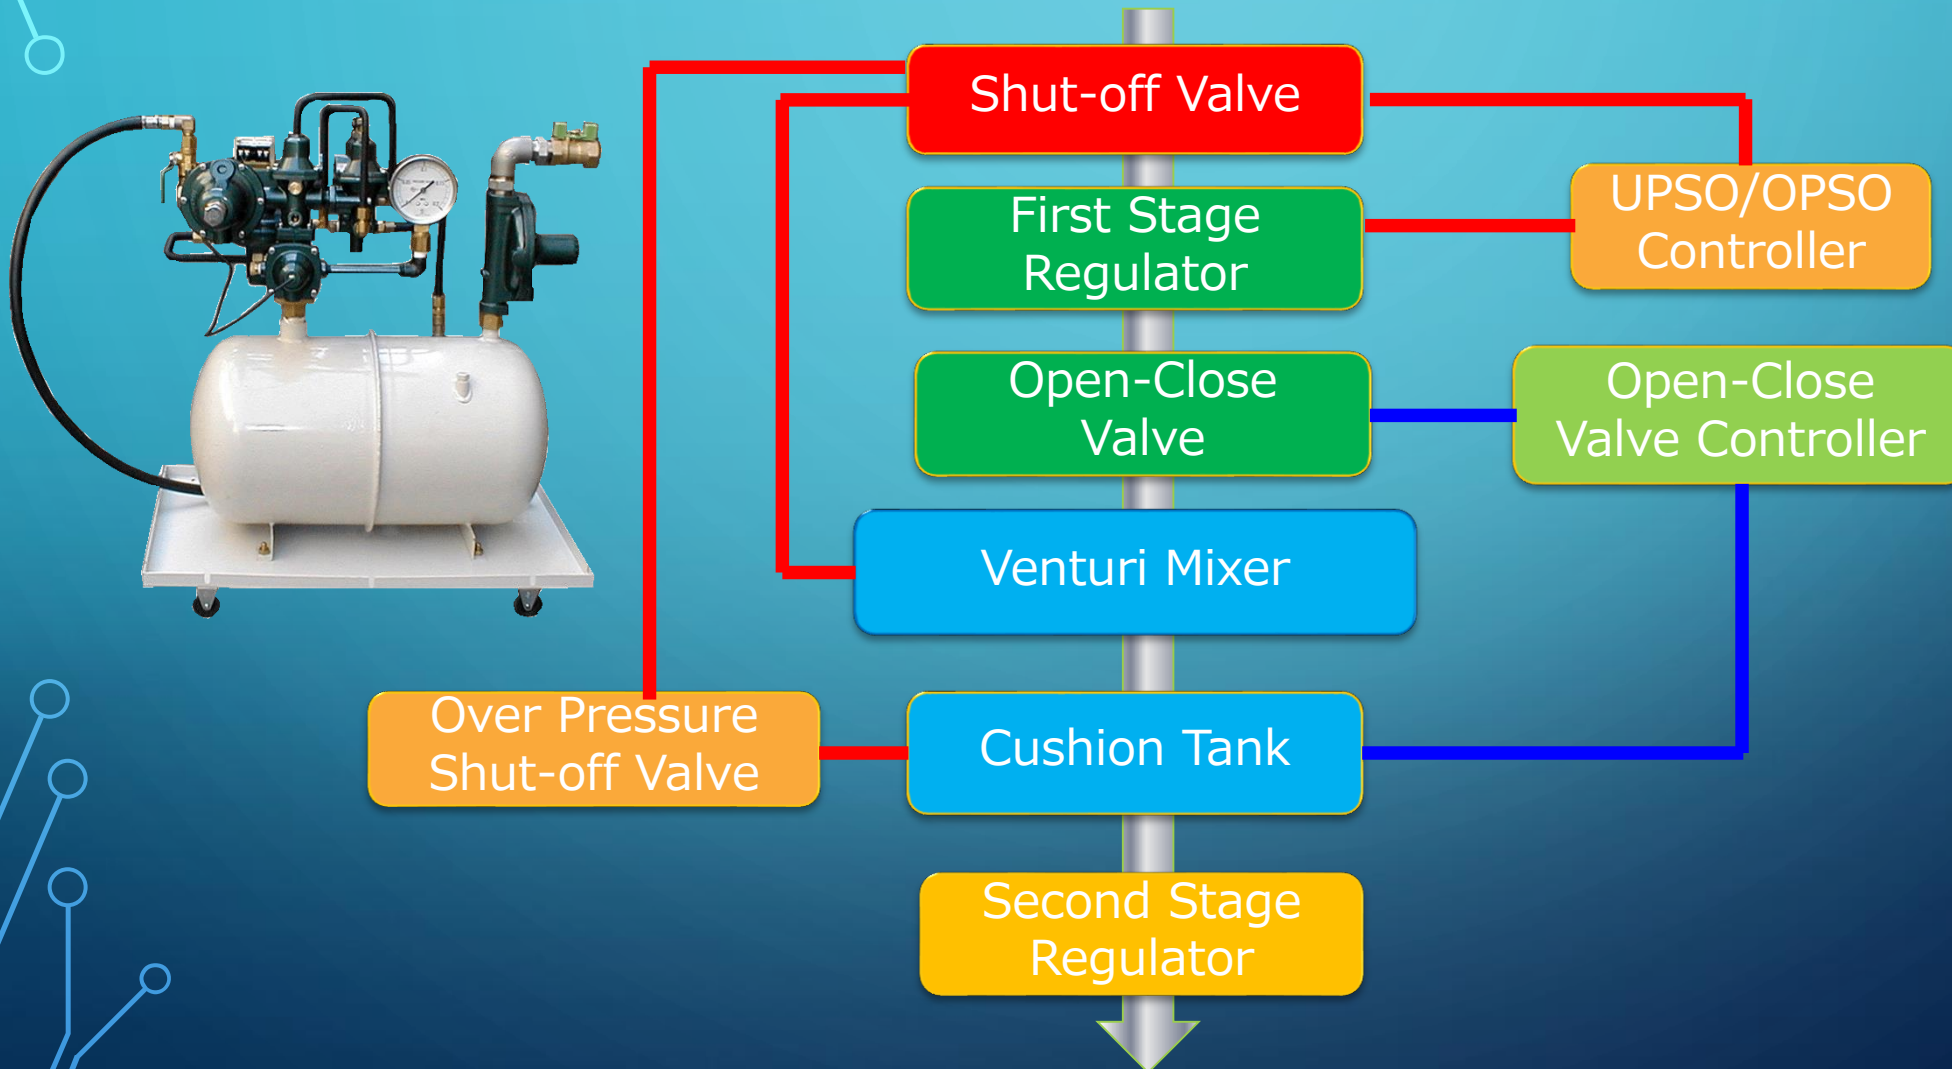 Shut-off Valve
UPSO/OPSO
Controller
First Stage
Regulator
Open-Close
Valve
Open-Close
Valve Controller
Venturi Mixer
Over Pressure
Shut-off Valve
Cushion Tank
Second Stage
Regulator